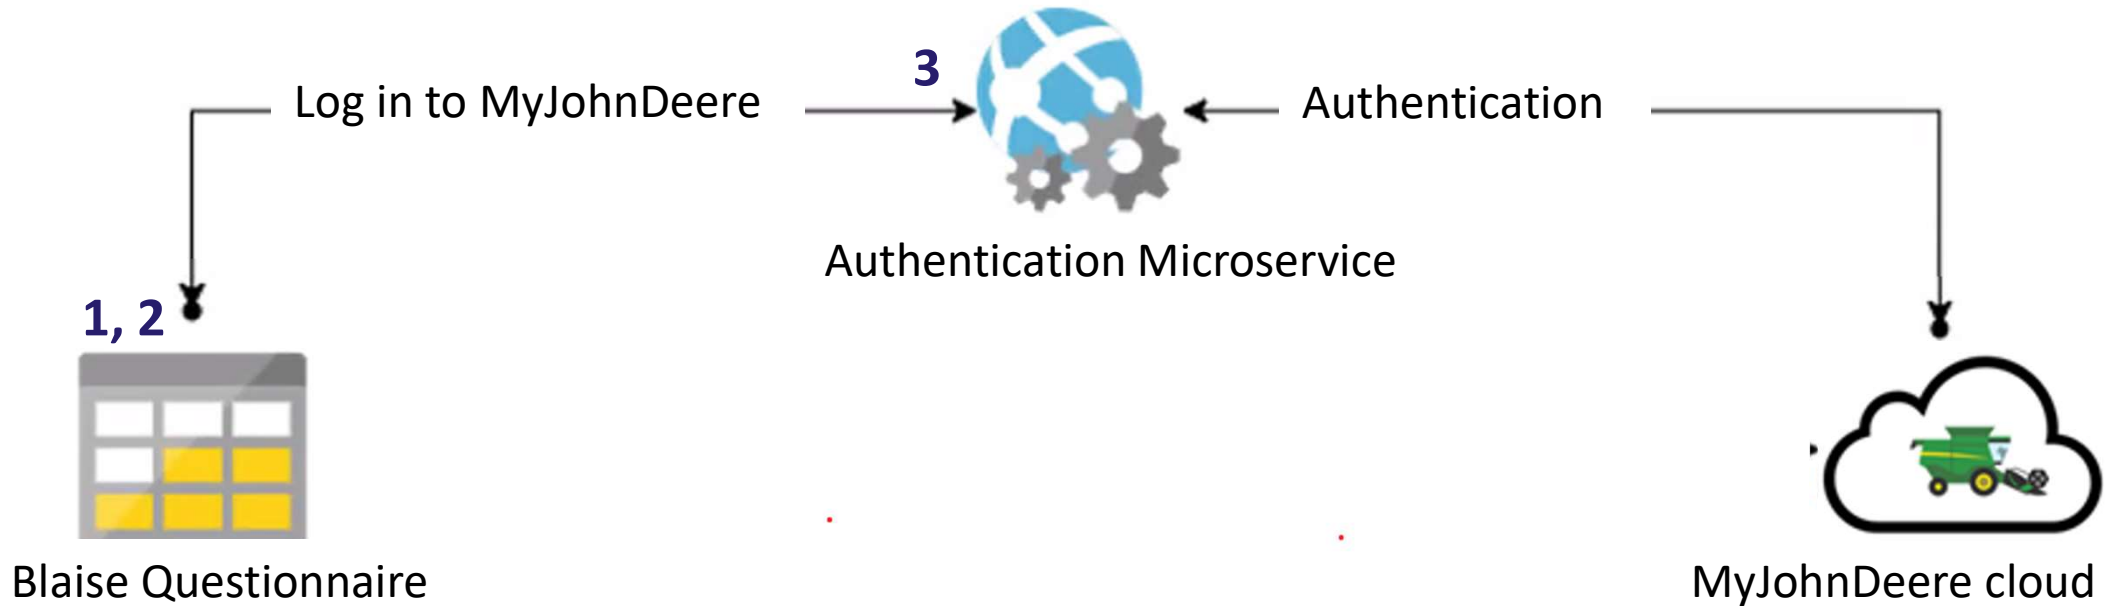 3
Log in to MyJohnDeere
Authentication
Authentication Microservice
1, 2
Blaise Questionnaire
MyJohnDeere cloud